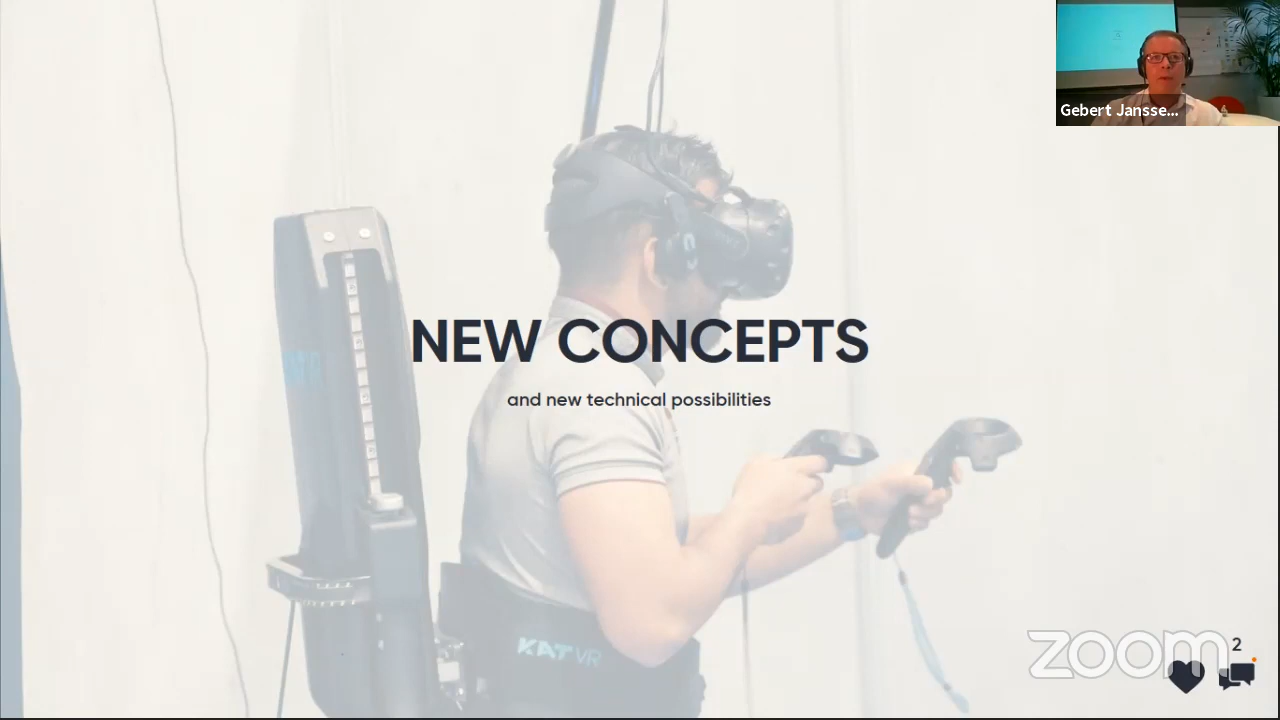 Gebert Jansse...
NEW CONCEPTS
and new technical possibilities
KAT VR
zoom
2